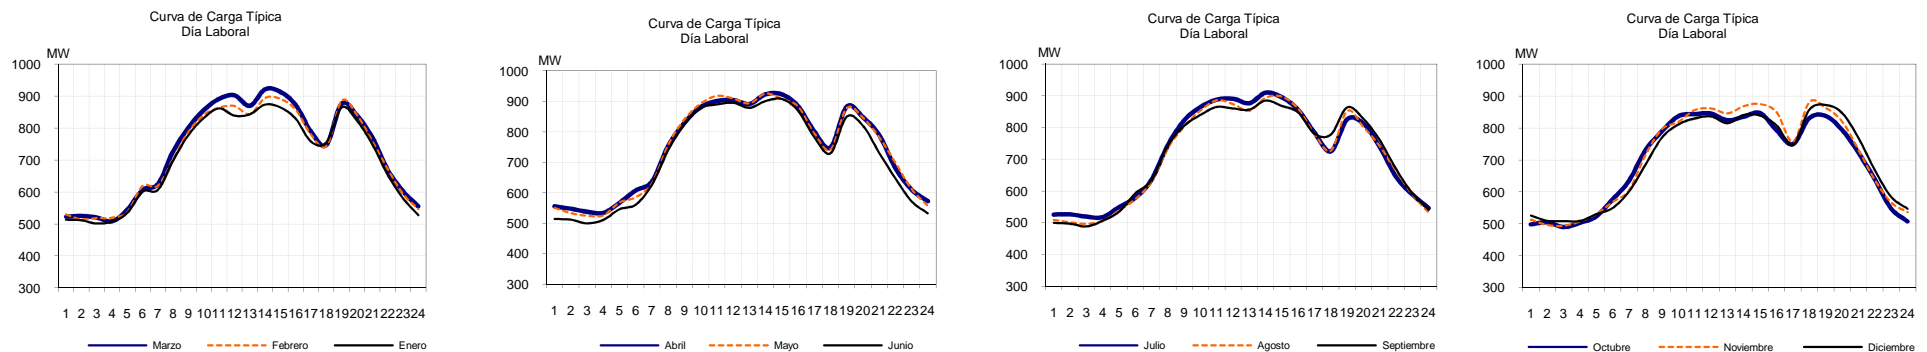 Curva de Carga Típica
Día Laboral
MW
1000
900
800
700
600
500
400
300
1 2 3 4 5 6 7 8 9 10 11 12 13 14 15 16 17 18 19 20 21 22 23 24
Marzo Febrero Enero
Curva de Carga Típica
Día Laboral
MW
1000
900
800
700
600
500
400
300
1 2 3 4 5 6 7 8 9 10 11 12 13 14 15 16 17 18 19 20 21 22 23 24
Abril Mayo Junio
Curva de Carga Típica
Día Laboral
MW
1000
900
800
700
600
500
400
300
1 2 3 4 5 6 7 8 9 10 11 12 13 14 15 16 17 18 19 20 21 22 23 24
Julio Agosto Septiembre
Curva de Carga Típica
Día Laboral
MW
1000
900
800
700
600
500
400
300
1 2 3 4 5 6 7 8 9 10 11 12 13 14 15 16 17 18 19 20 21 22 23 24
Octubre Noviembre Diciembre